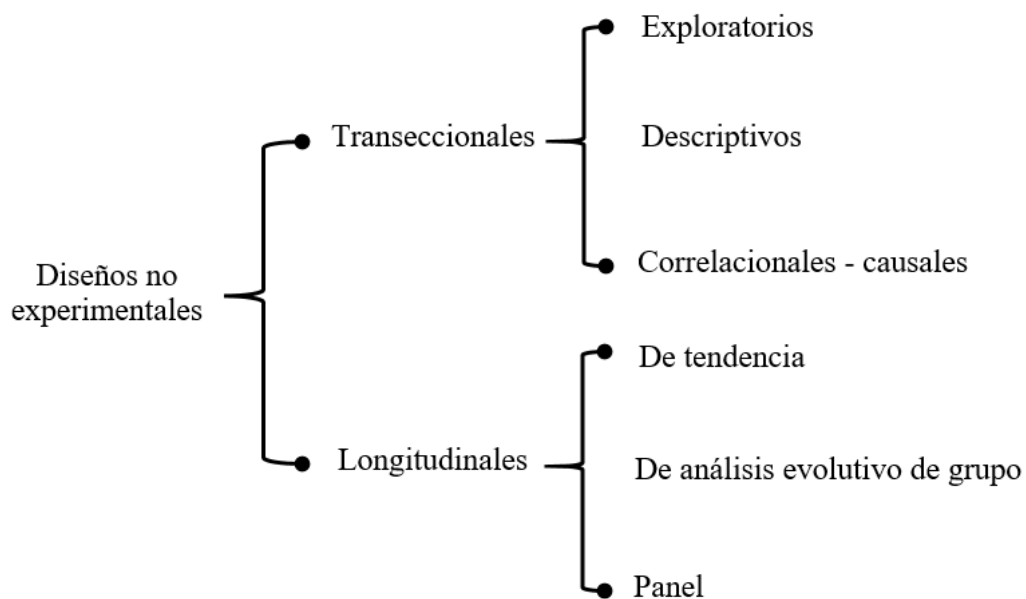 Diseños no
experimentales
Transeccionales
Exploratorios
Descriptivos
Correlacionales - causales
Longitudinales
De tendencia
De análisis evolutivo de grupo
Panel